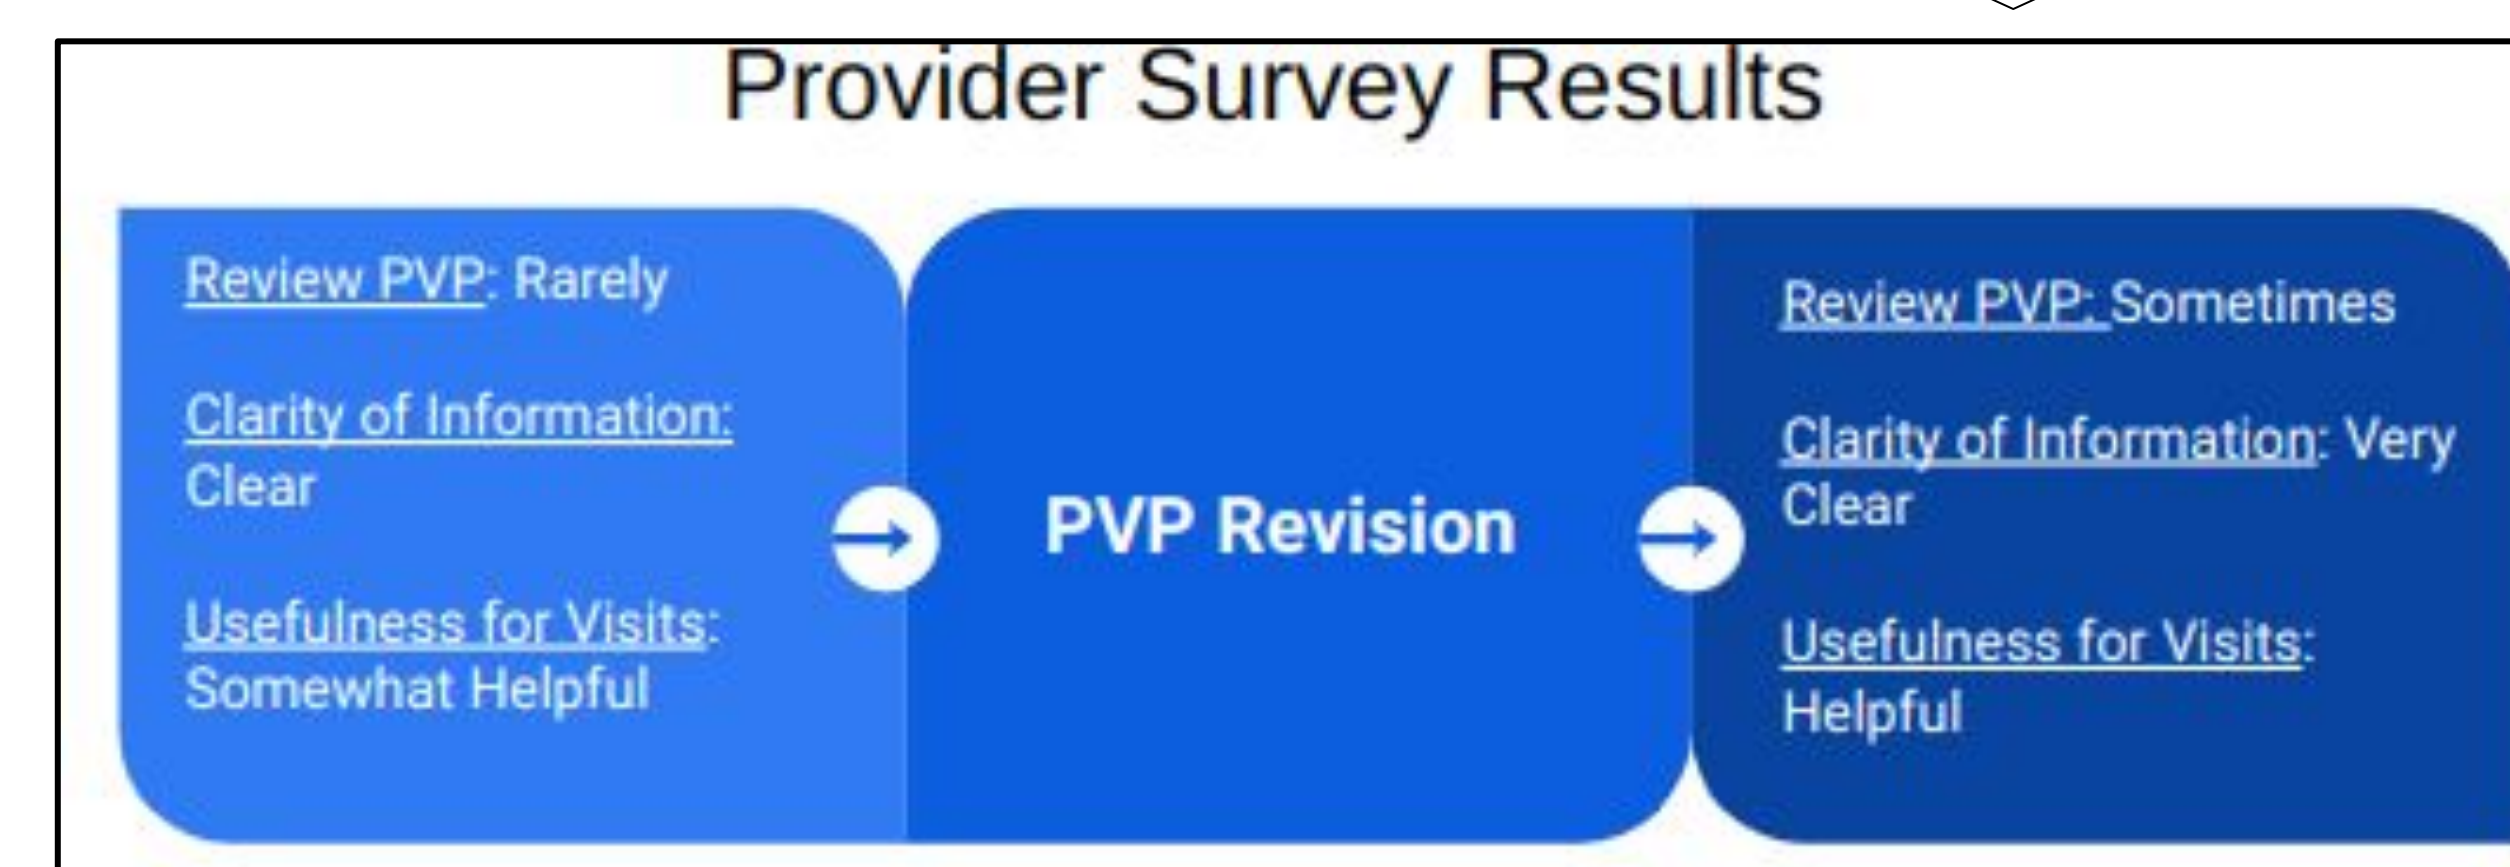 Provider Survey Results
Review PVP: Rarely
Clarity of Information:
Clear
Usefulness for Visits:
Somewhat Helpful
PVP Revision
Review PVP: Sometimes
Clarity of Information: Very
Clear
Usefulness for Visits:
Helpful